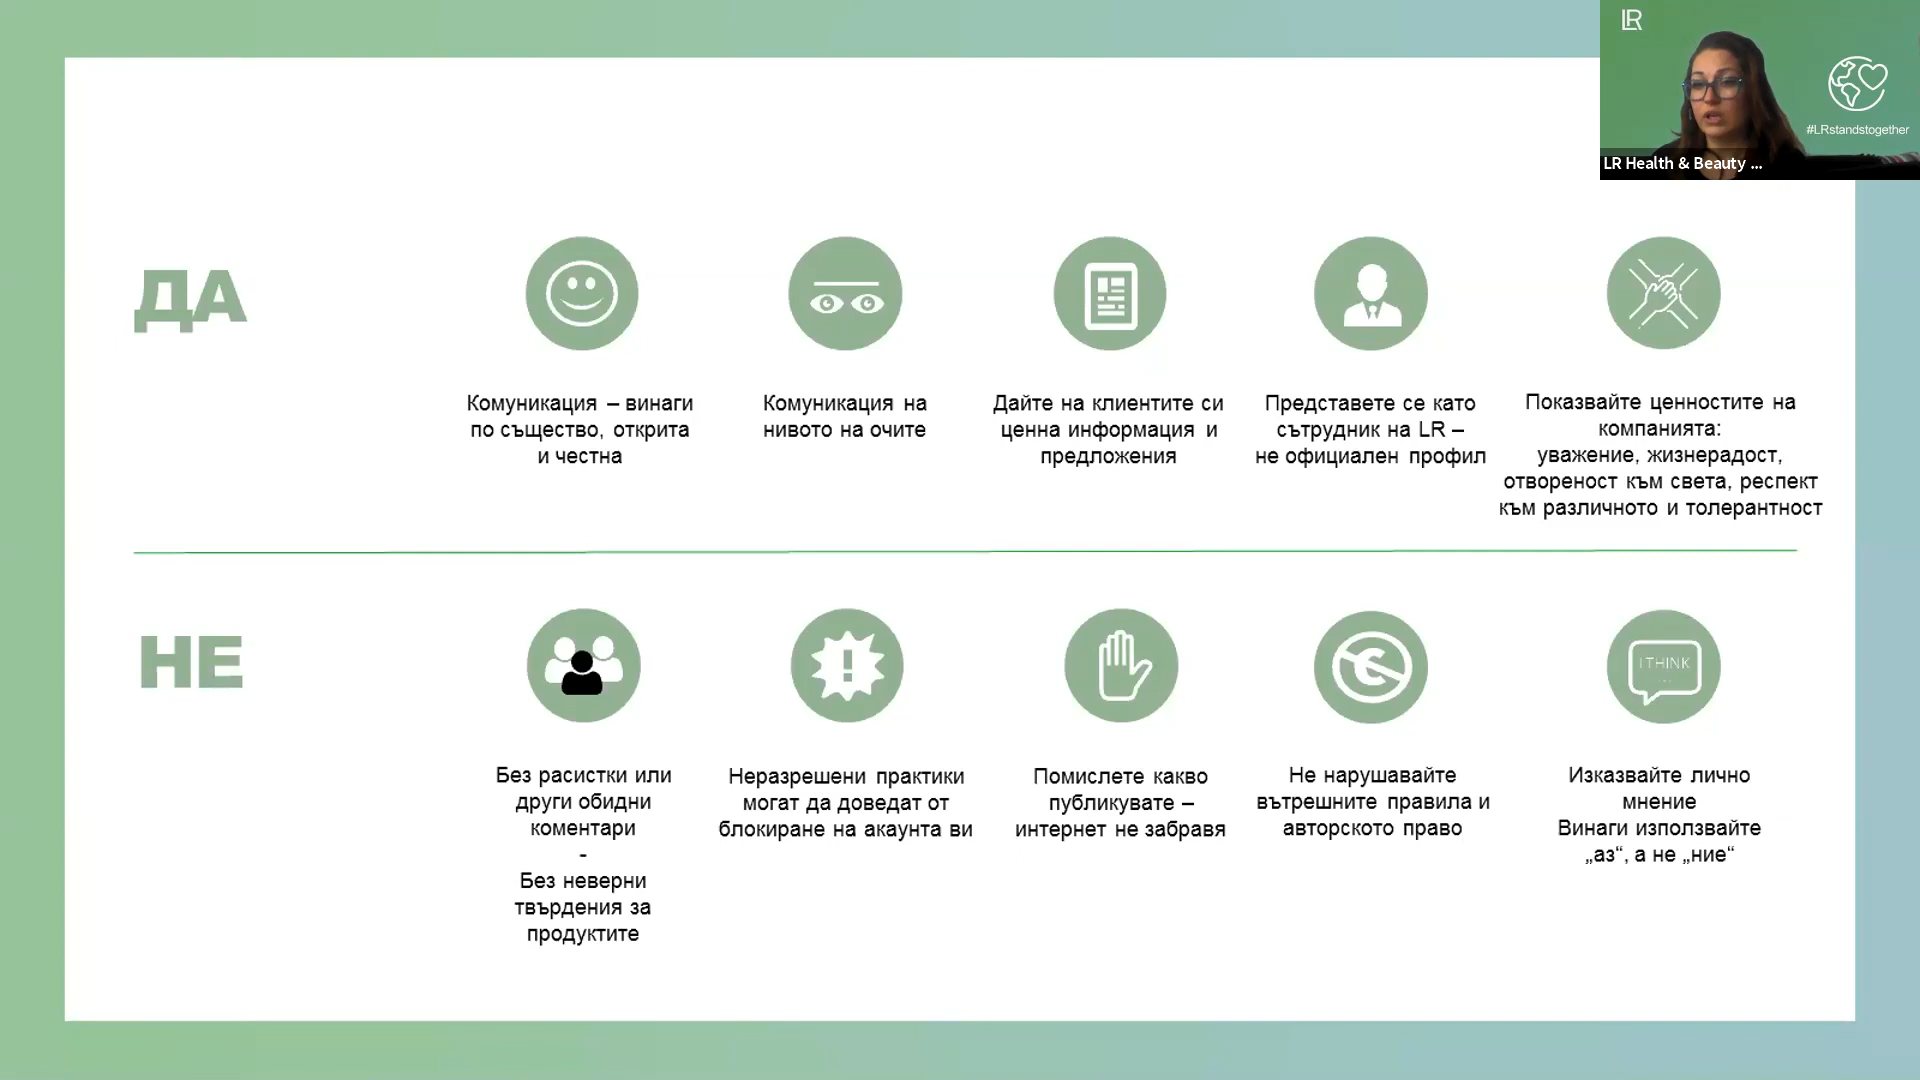 LR
#LRstandstogether
LR Health & Beauty ...
ДА
Комуникация – винаги
по същество, открита
и честна
Комуникация на
нивото на очите
Дайте на клиентите си
ценна информация и
предложения
Представете се като
сътрудник на LR –
не официален профил
Показвайте ценностите на
компанията:
уважение, жизнерадост,
отвореност към света, респект
към различното и толерантност
НЕ
Без расистки или
други обидни
коментари
-
Без неверни
твърдения за
продуктите
Неразрешени практики
могат да доведат от
блокиране на акаунта ви
Помислете какво
публикувате –
интернет не забравя
Не нарушавайте
вътрешните правила и
авторското право
I THINK
...
Изказвайте лично
мнение
Винаги използвайте
„аз“, а не „ние“